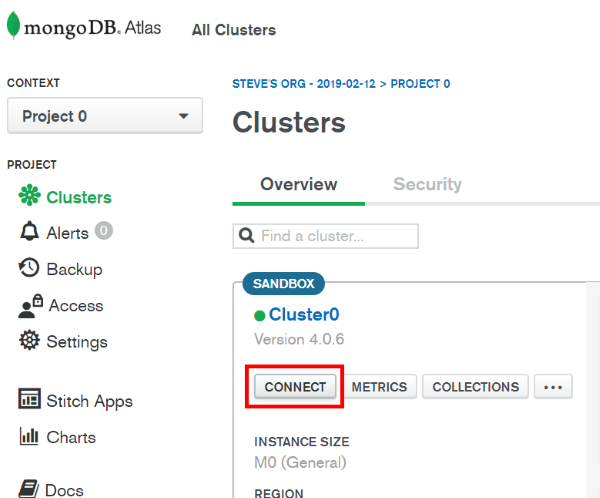 mongoDB. Atlas All Clusters
CONTEXT
Project 0
PROJECT
Clusters
Alerts 0
Backup
Access
Settings
Stitch Apps
Charts
Docs
STEVE'S ORG - 2019-02-12 > PROJECT 0
Clusters
Overview Security
Find a cluster...
SANDBOX
Cluster0
Version 4.0.6
CONNECT METRICS COLLECTIONS ...
INSTANCE SIZE
M0 (General)
REGION